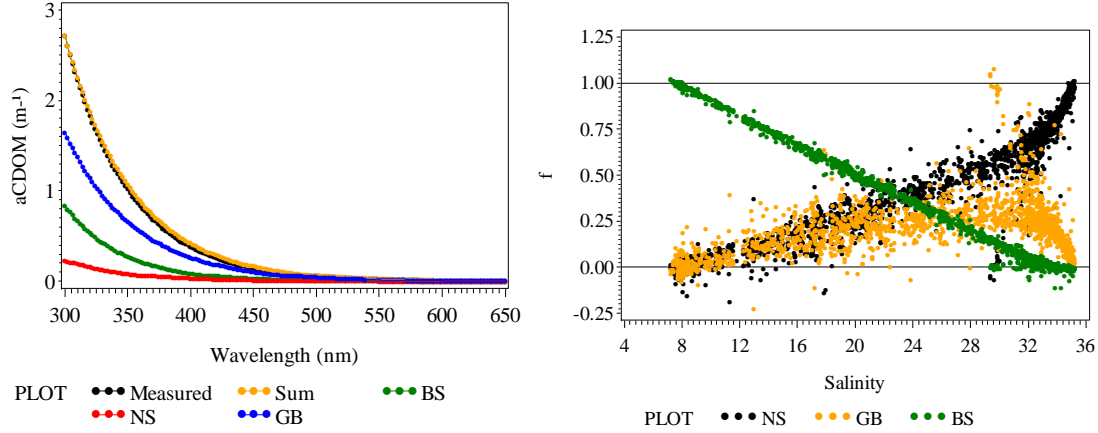 3
2
1
0
aCDOM (m⁻¹)
300 350 400 450 500 550 600 650
Wavelength (nm)
PLOT Measured Sum BS
NS GB
1.25
1.00
0.75
0.50
0.25
0.00
-0.25
f
4 8 12 16 20 24 28 32 36
Salinity
PLOT NS GB BS